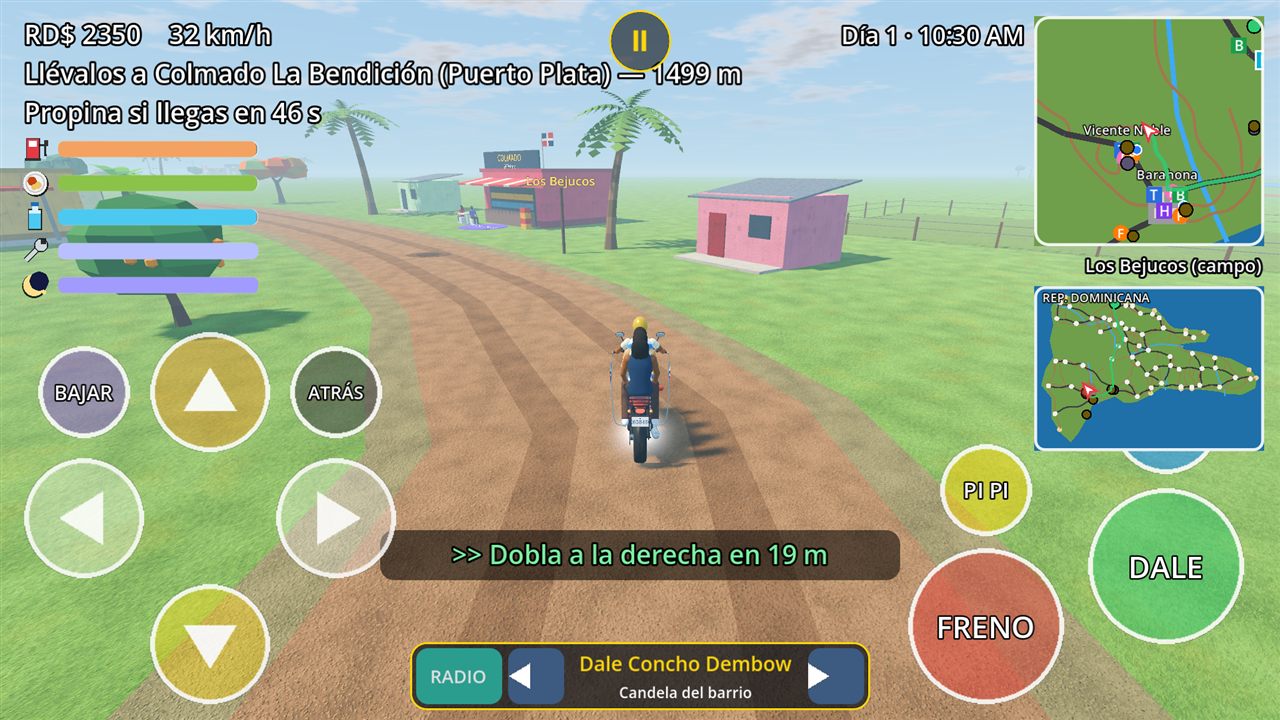 RD$ 2350 32 km/h
Llévalos a Colmado La Bendición (Puerto Plata) — 1499 m
Propina si llegas en 46 s
Día 1 · 10:30 AM
B
Vicente Noble
Barahona
T
B
H
F
F
Los Bejucos (campo)
REP. DOMINICANA
COLMADO
Los Bejucos
BAJAR
ATRÁS
PI PI
DALE
FRENO
>> Dobla a la derecha en 19 m
RADIO
Dale Concho Dembow
Candela del barrio